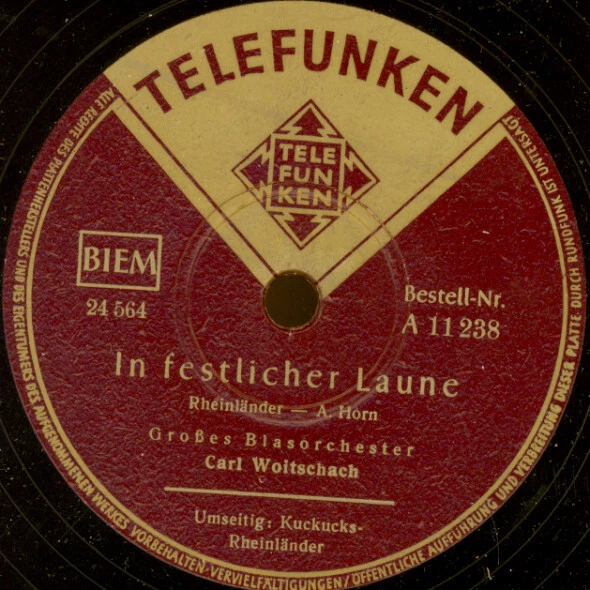 TELEFUNKEN
TELE
FUN
KEN
BIEM
24 564
Bestell-Nr.
A 11 238
In festlicher Laune
Rheinländer — A. Horn
Großes Blasorchester
Carl Woitschach
Umseitig: Kuckucks-
Rheinländer
ALLE RECHTE DES PLATTENHERSTELLERS UND DES EIGENTÜMERS DES AUFGENOMMENEN WERKES VORBEHALTEN · VERVIELFÄLTIGUNGEN / ÖFFENTLICHE AUFFÜHRUNG UND VERBREITUNG DIESER PLATTE DURCH RUNDFUNK IST UNTERSAGT